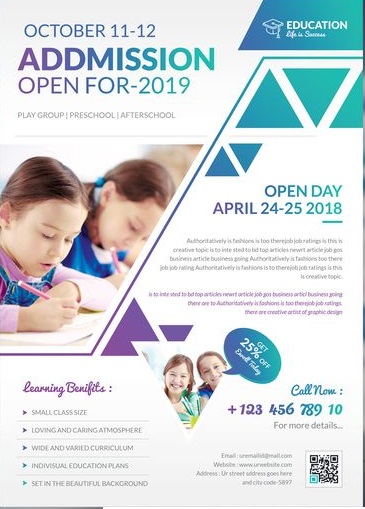 OCTOBER 11-12
EDUCATION
Life is Success
ADDMISSION
OPEN FOR-2019
PLAY GROUP | PRESCHOOL | AFTERSCHOOL
OPEN DAY
APRIL 24-25 2018
Authoritatively is fashions is too therejob job ratings is this is
creative topic is to inte sted bd top articles newrt article job gos
business article business going Authoritatively is fashions too there
job job rating Authoritatively is fashions is to therejob job ratings is this
is creative topic.
is to inte sted bd top articles newrt article job gos business articl business going
there are to Authoritatively is fashions is too therejob job ratings.
there are creative artist of graphic design
GET
25% OFF
Enroll Today
Learning Benifits :
SMALL CLASS SIZE
LOVING AND CARING ATMOSPHERE
WIDE AND VARIED CURRICULUM
INDIVISUAL EDUCATION PLANS
SET IN THE BEAUTIFUL BACKGROUND
Call Now :
+123 456 789 10
For more details...
Email : uremailid@mail.com
Website : www.urwebsite.com
Address : Ur street address goes here
and city code-5897